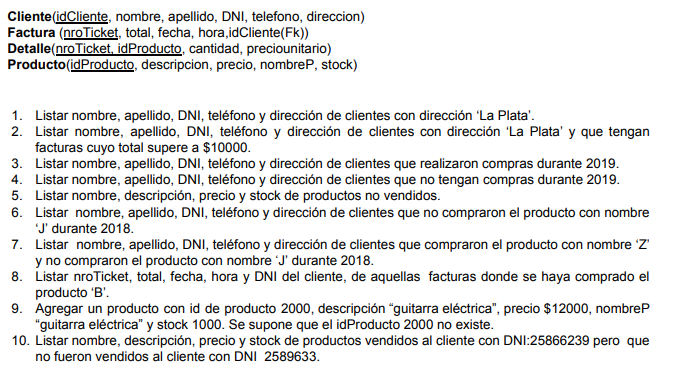 Cliente(idCliente, nombre, apellido, DNI, telefono, direccion)
Factura (nroTicket, total, fecha, hora,idCliente(Fk))
Detalle(nroTicket, idProducto, cantidad, preciounitario)
Producto(idProducto, descripcion, precio, nombreP, stock)
1. Listar nombre, apellido, DNI, teléfono y dirección de clientes con dirección ‘La Plata’.
2. Listar nombre, apellido, DNI, teléfono y dirección de clientes con dirección ‘La Plata’ y que tengan
facturas cuyo total supere a $10000.
3. Listar nombre, apellido, DNI, teléfono y dirección de clientes que realizaron compras durante 2019.
4. Listar nombre, apellido, DNI, teléfono y dirección de clientes que no tengan compras durante 2019.
5. Listar nombre, descripción, precio y stock de productos no vendidos.
6. Listar nombre, apellido, DNI, teléfono y dirección de clientes que no compraron el producto con nombre
‘J’ durante 2018.
7. Listar nombre, apellido, DNI, teléfono y dirección de clientes que compraron el producto con nombre ‘Z’
y no compraron el producto con nombre ‘J’ durante 2018.
8. Listar nroTicket, total, fecha, hora y DNI del cliente, de aquellas facturas donde se haya comprado el
producto ‘B’.
9. Agregar un producto con id de producto 2000, descripción “guitarra eléctrica”, precio $12000, nombreP
“guitarra eléctrica” y stock 1000. Se supone que el idProducto 2000 no existe.
10. Listar nombre, descripción, precio y stock de productos vendidos al cliente con DNI:25866239 pero que
no fueron vendidos al cliente con DNI 2589633.